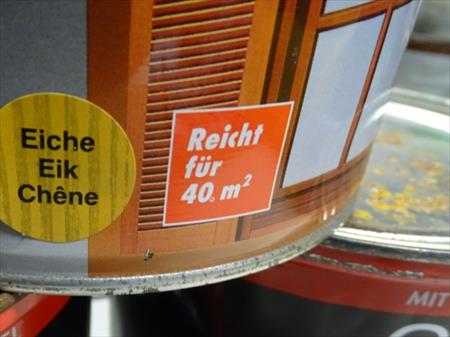 Eiche
Eik
Chêne
Reicht
für
40 m²
MIT